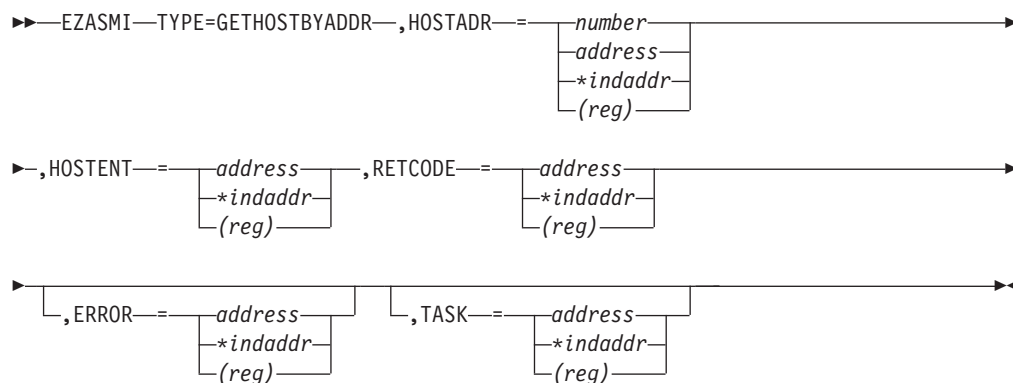 EZASMI TYPE=GETHOSTBYADDR ,HOSTADR = number
address
*indaddr
(reg)
,HOSTENT = address ,RETCODE = address
*indaddr *indaddr
(reg) (reg)
,ERROR = address ,TASK = address
*indaddr *indaddr
(reg) (reg)